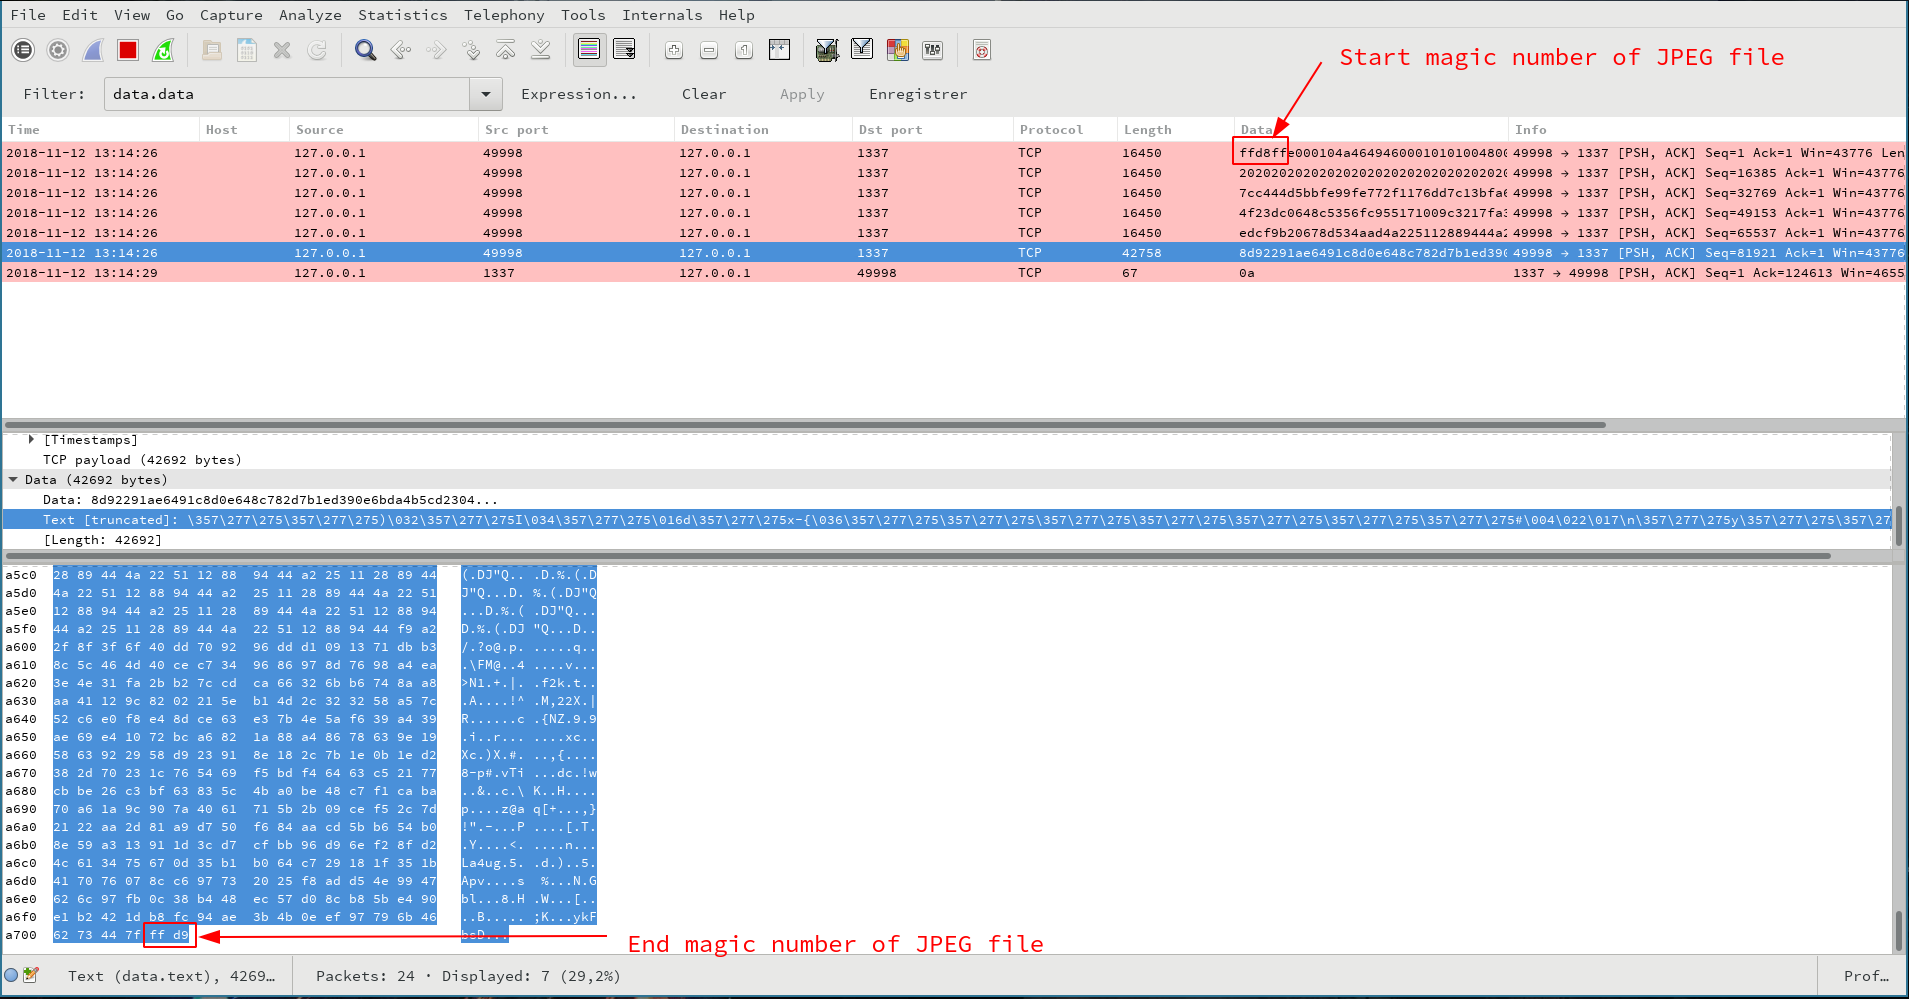 File Edit View Go Capture Analyze Statistics Telephony Tools Internals Help
Start magic number of JPEG file
Filter: data.data Expression... Clear Apply Enregistrer
Time Host Source Src port Destination Dst port Protocol Length Data Info
2018-11-12 13:14:26 127.0.0.1 49998 127.0.0.1 1337 TCP 16450 ffd8ffe000104a46494600010101004800 49998 → 1337 [PSH, ACK] Seq=1 Ack=1 Win=43776 Len
2018-11-12 13:14:26 127.0.0.1 49998 127.0.0.1 1337 TCP 16450 2020202020202020202020202020202020 49998 → 1337 [PSH, ACK] Seq=16385 Ack=1 Win=43776
2018-11-12 13:14:26 127.0.0.1 49998 127.0.0.1 1337 TCP 16450 7cc444d5bbfe99fe772f1176dd7c13bfa6 49998 → 1337 [PSH, ACK] Seq=32769 Ack=1 Win=43776
2018-11-12 13:14:26 127.0.0.1 49998 127.0.0.1 1337 TCP 16450 4f23dc0648c5356fc955171009c3217fa3 49998 → 1337 [PSH, ACK] Seq=49153 Ack=1 Win=43776
2018-11-12 13:14:26 127.0.0.1 49998 127.0.0.1 1337 TCP 16450 edcf9b20678d534aad4a225112889444a2 49998 → 1337 [PSH, ACK] Seq=65537 Ack=1 Win=43776
2018-11-12 13:14:26 127.0.0.1 49998 127.0.0.1 1337 TCP 42758 8d92291ae6491c8d0e648c782d7b1ed390 49998 → 1337 [PSH, ACK] Seq=81921 Ack=1 Win=43776
2018-11-12 13:14:29 127.0.0.1 1337 127.0.0.1 49998 TCP 67 0a 1337 → 49998 [PSH, ACK] Seq=1 Ack=124613 Win=4655
[Timestamps]
TCP payload (42692 bytes)
Data (42692 bytes)
Data: 8d92291ae6491c8d0e648c782d7b1ed390e6bda4b5cd2304...
Text [truncated]: \357\277\275\357\277\275)\032\357\277\275I\034\357\277\275\016d\357\277\275x-{\036\357\277\275\357\277\275\357\277\275\357\277\275\357\277\275\357\277\275\357\277\275#\004\022\017\n\357\277\275y\357\277\275\357\27
[Length: 42692]
a5c0 28 89 44 4a 22 51 12 88 94 44 a2 25 11 28 89 44 (.DJ"Q.. .D.%.(.D
a5d0 4a 22 51 12 88 94 44 a2 25 11 28 89 44 4a 22 51 J"Q...D. %.(.DJ"Q
a5e0 12 88 94 44 a2 25 11 28 89 44 4a 22 51 12 88 94 ...D.%.( .DJ"Q...
a5f0 44 a2 25 11 28 89 44 4a 22 51 12 88 94 44 f9 a2 D.%.(.DJ "Q...D..
a600 2f 8f 3f 6f 40 dd 70 92 96 dd d1 09 13 71 db b3 /.?o@.p. .....q..
a610 8c 5c 46 4d 40 ce c7 34 96 86 97 8d 76 98 a4 ea .\FM@..4 ....v...
a620 3e 4e 31 fa 2b b2 7c cd ca 66 32 6b b6 74 8a a8 >N1.+.|. .f2k.t..
a630 aa 41 12 9c 82 02 21 5e b1 4d 2c 32 32 58 a5 7c .A....!^ .M,22X.|
a640 52 c6 e0 f8 e4 8d ce 63 e3 7b 4e 5a f6 39 a4 39 R......c .{NZ.9.9
a650 ae 69 e4 10 72 bc a6 82 1a 88 a4 86 78 63 9e 19 .i..r... ....xc..
a660 58 63 92 29 58 d9 23 91 8e 18 2c 7b 1e 0b 1e d2 Xc.)X.#. ..,{....
a670 38 2d 70 23 1c 76 54 69 f5 bd f4 64 63 c5 21 77 8-p#.vTi ...dc.!w
a680 cb be 26 c3 bf 63 83 5c 4b a0 be 48 c7 f1 ca ba ..&..c.\ K..H....
a690 70 a6 1a 9c 90 7a 40 61 71 5b 2b 09 ce f5 2c 7d p....z@a q[+...,}
a6a0 21 22 aa 2d 81 a9 d7 50 f6 84 aa cd 5b b6 54 b0 !".-...P ....[.T.
a6b0 8e 59 a3 13 91 1d 3c d7 cf bb 96 d9 6e f2 8f d2 .Y....<. ....n...
a6c0 4c 61 34 75 67 0d 35 b1 b0 64 c7 29 18 1f 35 1b La4ug.5. .d.)..5.
a6d0 41 70 76 07 8c c6 97 73 20 25 f8 ad d5 4e 99 47 Apv....s %...N.G
a6e0 62 6c 97 fb 0c 38 b4 48 ec 57 d0 8c b8 5b e4 90 bl...8.H .W...[..
a6f0 e1 b2 42 1d b8 fc 94 ae 3b 4b 0e ef 97 79 6b 46 ..B..... ;K...ykF
a700 62 73 44 7f ff d9 bsD...
End magic number of JPEG file
Text (data.text), 4269… Packets: 24 · Displayed: 7 (29,2%) Prof…